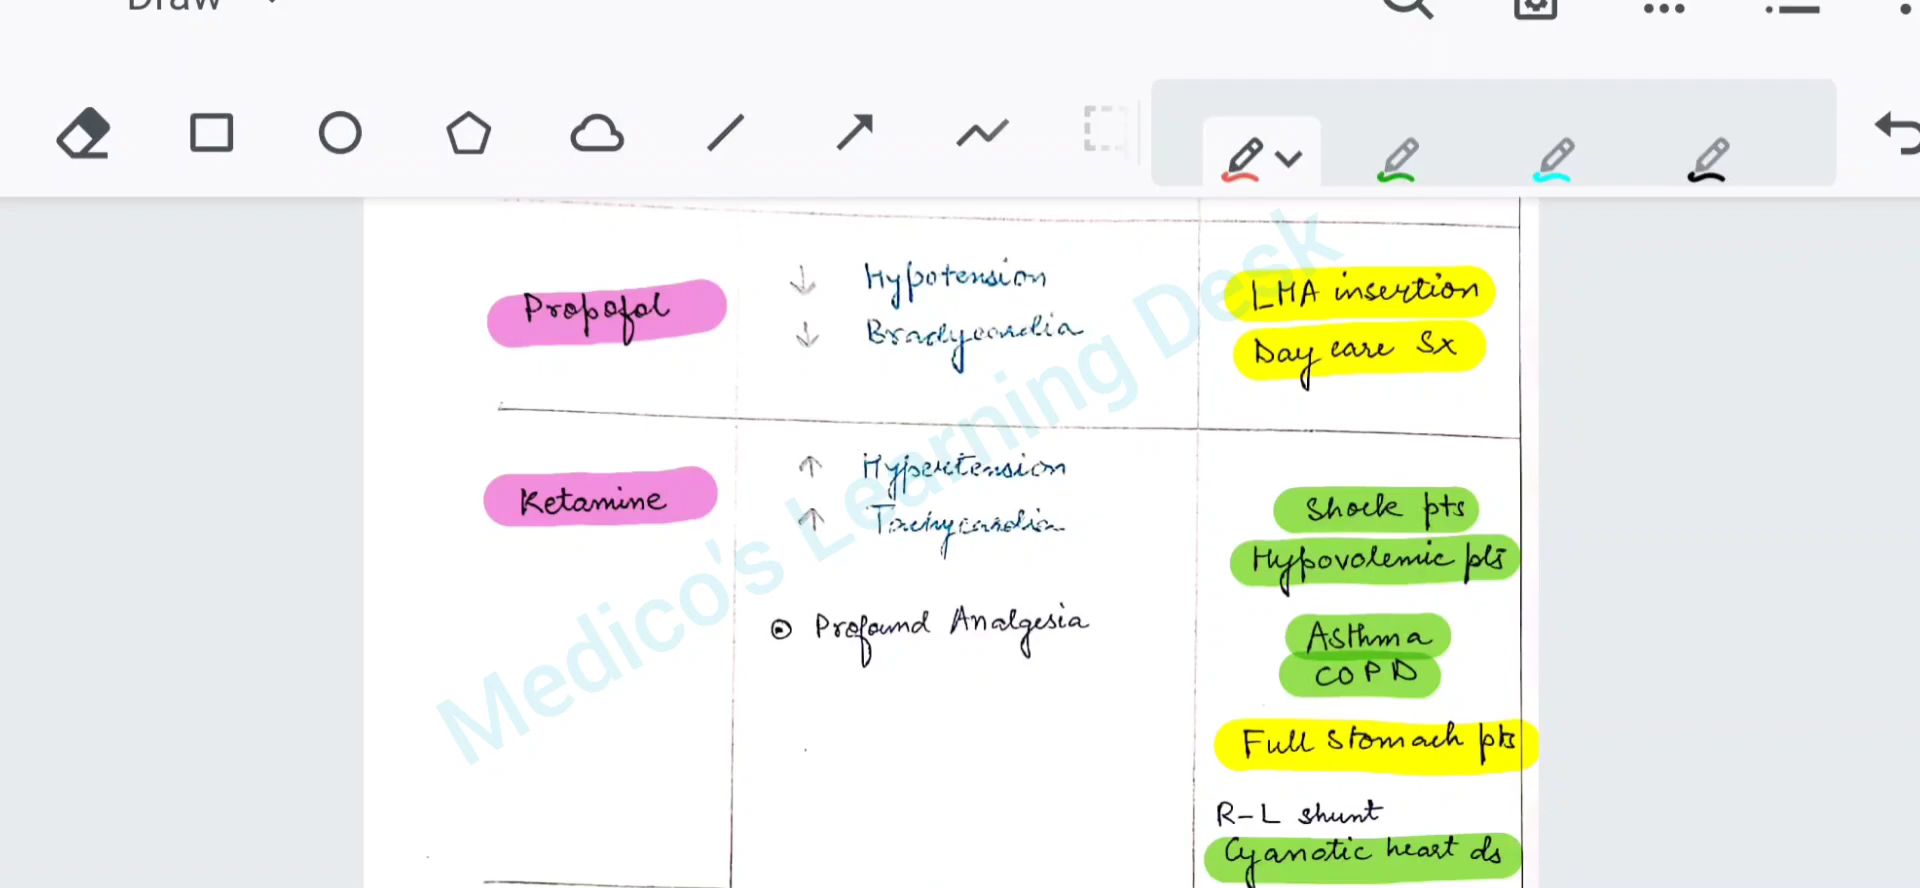 Draw
Propofol
↓ Hypotension
↓ Bradycardia
LMA insertion
Day care Sx
Ketamine
↑ Hypertension
↑ Tachycardia
Profound Analgesia
Shock pts
Hypovolemic pts
Asthma
COPD
Full stomach pts
R-L shunt
Cyanotic heart ds
Medico's Learning Desk